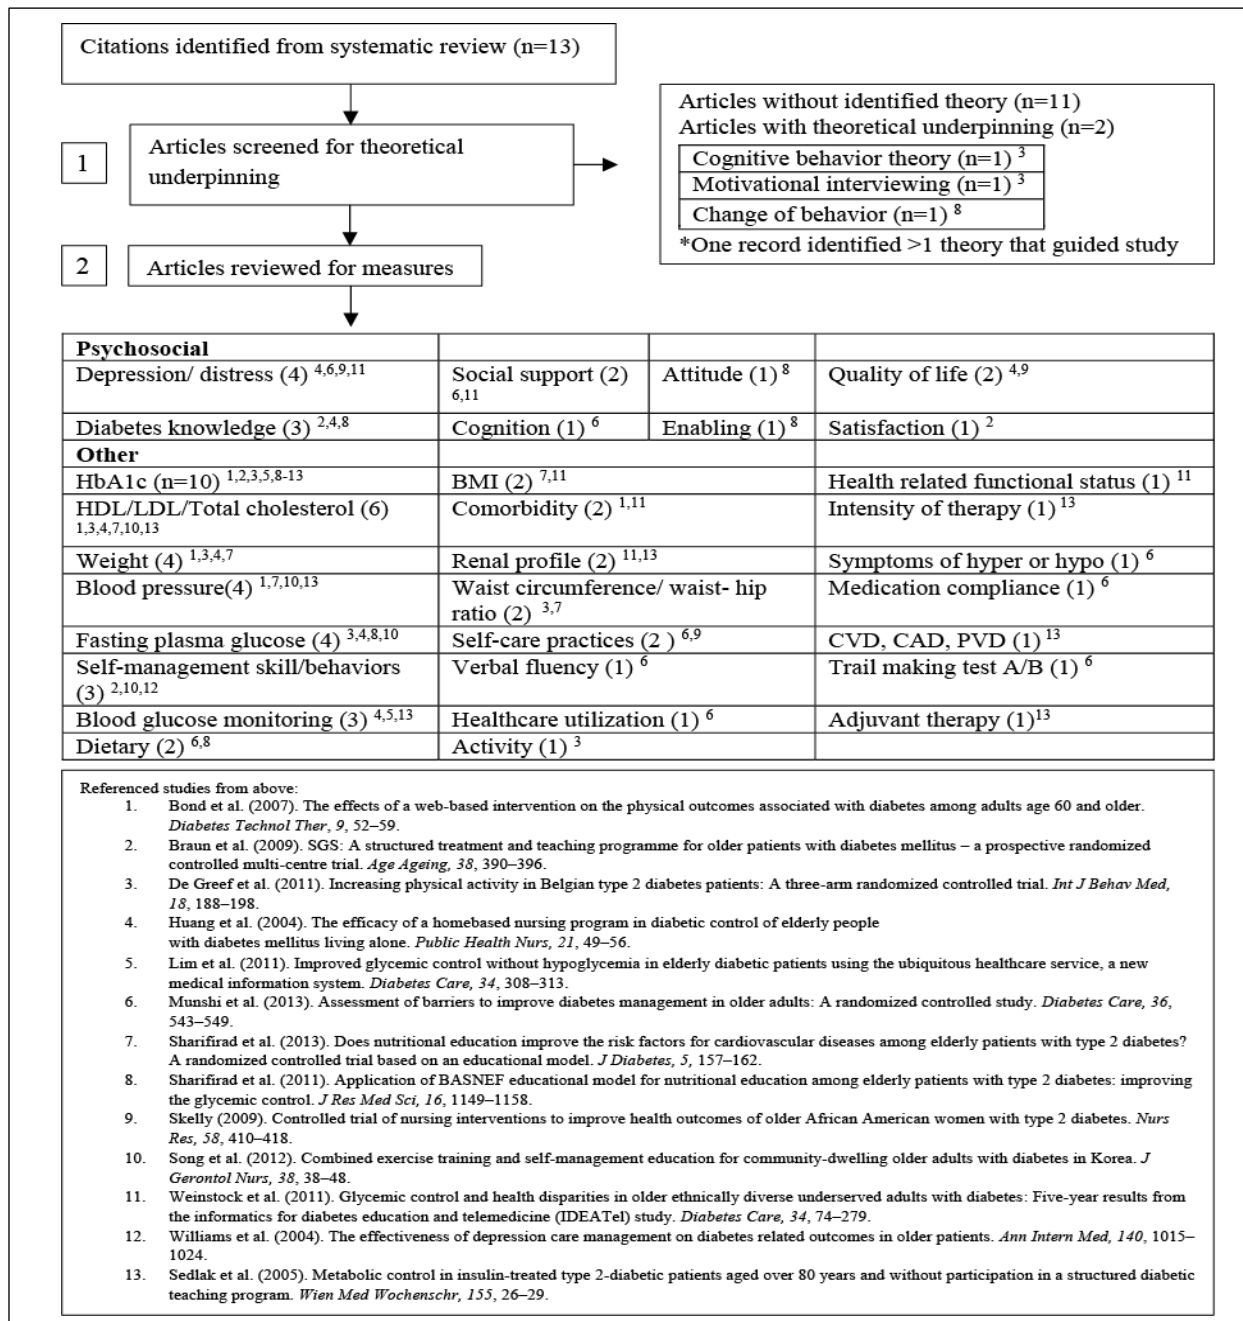 Citations identified from systematic review (n=13)
1
Articles screened for theoretical
underpinning
Articles without identified theory (n=11)
Articles with theoretical underpinning (n=2)
Cognitive behavior theory (n=1) 3
Motivational interviewing (n=1) 3
Change of behavior (n=1) 8
*One record identified >1 theory that guided study
2
Articles reviewed for measures
Psychosocial
Depression/ distress (4) 4,6,9,11
Social support (2)
6,11
Attitude (1) 8
Quality of life (2) 4,9
Diabetes knowledge (3) 2,4,8
Cognition (1) 6
Enabling (1) 8
Satisfaction (1) 2
Other
HbA1c (n=10) 1,2,3,5,8-13
BMI (2) 7,11
Health related functional status (1) 11
HDL/LDL/Total cholesterol (6)
1,3,4,7,10,13
Comorbidity (2) 1,11
Intensity of therapy (1) 13
Weight (4) 1,3,4,7
Renal profile (2) 11,13
Symptoms of hyper or hypo (1) 6
Blood pressure(4) 1,7,10,13
Waist circumference/ waist- hip
ratio (2) 3,7
Medication compliance (1) 6
Fasting plasma glucose (4) 3,4,8,10
Self-care practices (2 ) 6,9
CVD, CAD, PVD (1) 13
Self-management skill/behaviors
(3) 2,10,12
Verbal fluency (1) 6
Trail making test A/B (1) 6
Blood glucose monitoring (3) 4,5,13
Healthcare utilization (1) 6
Adjuvant therapy (1)13
Dietary (2) 6,8
Activity (1) 3
Referenced studies from above:
1. Bond et al. (2007). The effects of a web-based intervention on the physical outcomes associated with diabetes among adults age 60 and older.
Diabetes Technol Ther, 9, 52–59.
2. Braun et al. (2009). SGS: A structured treatment and teaching programme for older patients with diabetes mellitus – a prospective randomized
controlled multi-centre trial. Age Ageing, 38, 390–396.
3. De Greef et al. (2011). Increasing physical activity in Belgian type 2 diabetes patients: A three-arm randomized controlled trial. Int J Behav Med,
18, 188–198.
4. Huang et al. (2004). The efficacy of a homebased nursing program in diabetic control of elderly people
with diabetes mellitus living alone. Public Health Nurs, 21, 49–56.
5. Lim et al. (2011). Improved glycemic control without hypoglycemia in elderly diabetic patients using the ubiquitous healthcare service, a new
medical information system. Diabetes Care, 34, 308–313.
6. Munshi et al. (2013). Assessment of barriers to improve diabetes management in older adults: A randomized controlled study. Diabetes Care, 36,
543–549.
7. Sharifirad et al. (2013). Does nutritional education improve the risk factors for cardiovascular diseases among elderly patients with type 2 diabetes?
A randomized controlled trial based on an educational model. J Diabetes, 5, 157–162.
8. Sharifirad et al. (2011). Application of BASNEF educational model for nutritional education among elderly patients with type 2 diabetes: improving
the glycemic control. J Res Med Sci, 16, 1149–1158.
9. Skelly (2009). Controlled trial of nursing interventions to improve health outcomes of older African American women with type 2 diabetes. Nurs
Res, 58, 410–418.
10. Song et al. (2012). Combined exercise training and self-management education for community-dwelling older adults with diabetes in Korea. J
Gerontol Nurs, 38, 38–48.
11. Weinstock et al. (2011). Glycemic control and health disparities in older ethnically diverse underserved adults with diabetes: Five-year results from
the informatics for diabetes education and telemedicine (IDEATel) study. Diabetes Care, 34, 74–279.
12. Williams et al. (2004). The effectiveness of depression care management on diabetes related outcomes in older patients. Ann Intern Med, 140, 1015–
1024.
13. Sedlak et al. (2005). Metabolic control in insulin-treated type 2-diabetic patients aged over 80 years and without participation in a structured diabetic
teaching program. Wien Med Wochenschr, 155, 26–29.